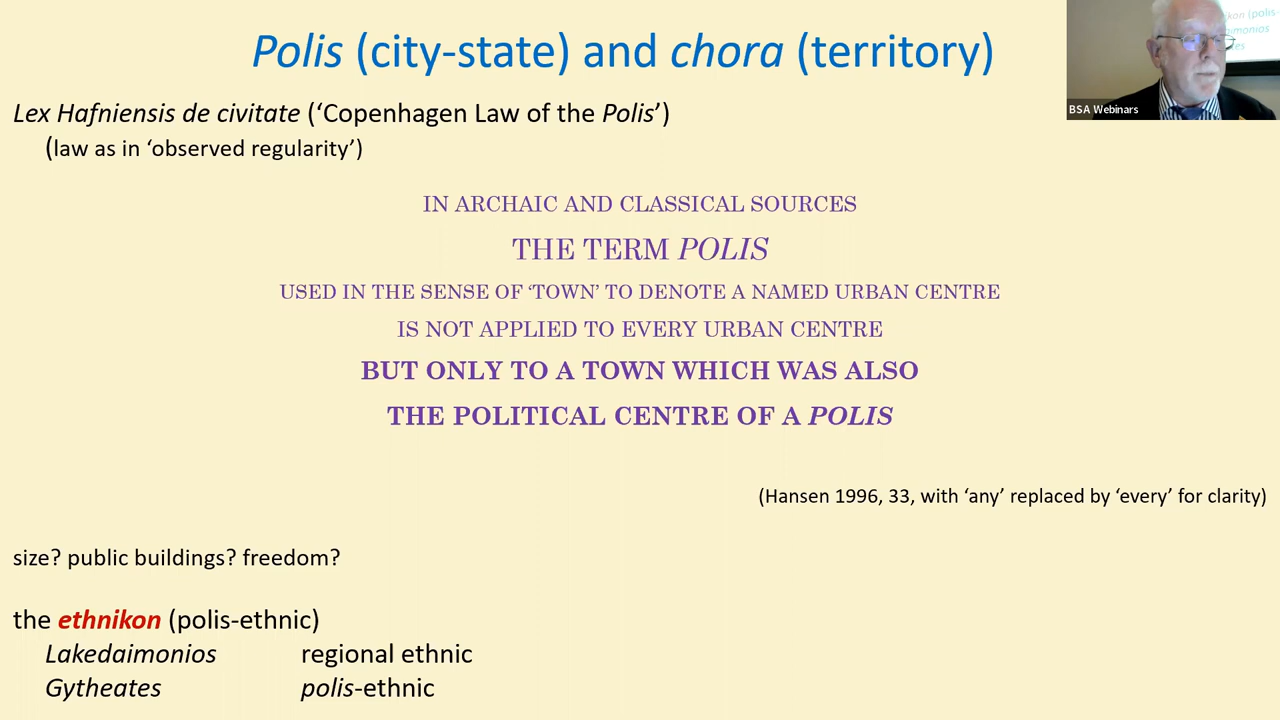 Polis (city-state) and chora (territory)
BSA Webinars
Lex Hafniensis de civitate (‘Copenhagen Law of the Polis’)
(law as in ‘observed regularity’)
IN ARCHAIC AND CLASSICAL SOURCES
THE TERM POLIS
USED IN THE SENSE OF ‘TOWN’ TO DENOTE A NAMED URBAN CENTRE
IS NOT APPLIED TO EVERY URBAN CENTRE
BUT ONLY TO A TOWN WHICH WAS ALSO
THE POLITICAL CENTRE OF A POLIS
(Hansen 1996, 33, with ‘any’ replaced by ‘every’ for clarity)
size? public buildings? freedom?
the ethnikon (polis-ethnic)
Lakedaimonios regional ethnic
Gytheates polis-ethnic